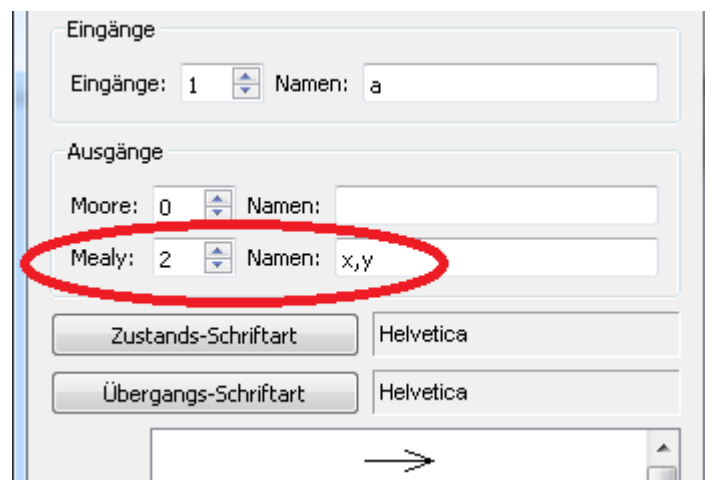 Eingänge
Eingänge: 1 Namen: a
Ausgänge
Moore: 0 Namen:
Mealy: 2 Namen: x,y
Zustands-Schriftart Helvetica
Übergangs-Schriftart Helvetica